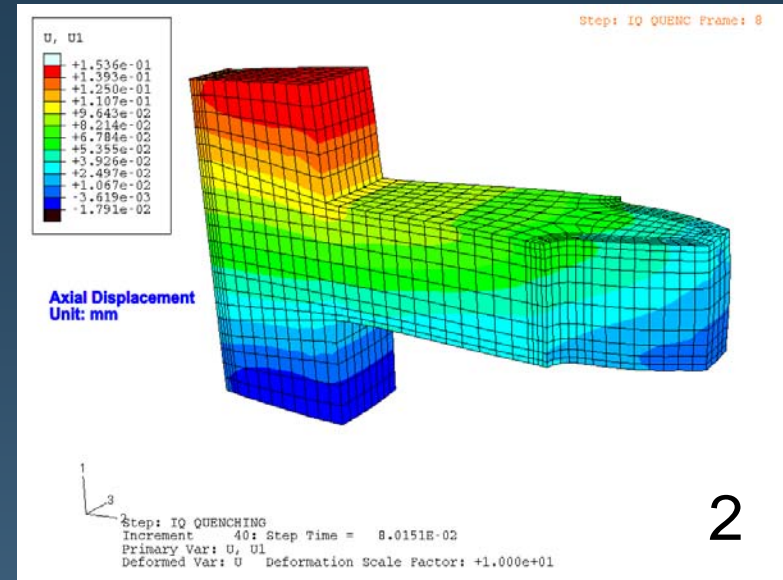 Step: IQ QUENC Frame: 8
U, U1
+1.536e-01
+1.393e-01
+1.250e-01
+1.107e-01
+9.643e-02
+8.214e-02
+6.784e-02
+5.355e-02
+3.926e-02
+2.497e-02
+1.067e-02
-3.619e-03
-1.791e-02
Axial Displacement
Unit: mm
1
3
2
Step: IQ QUENCHING
Increment 40: Step Time = 8.0151E-02
Primary Var: U, U1
Deformed Var: U Deformation Scale Factor: +1.000e+01
2